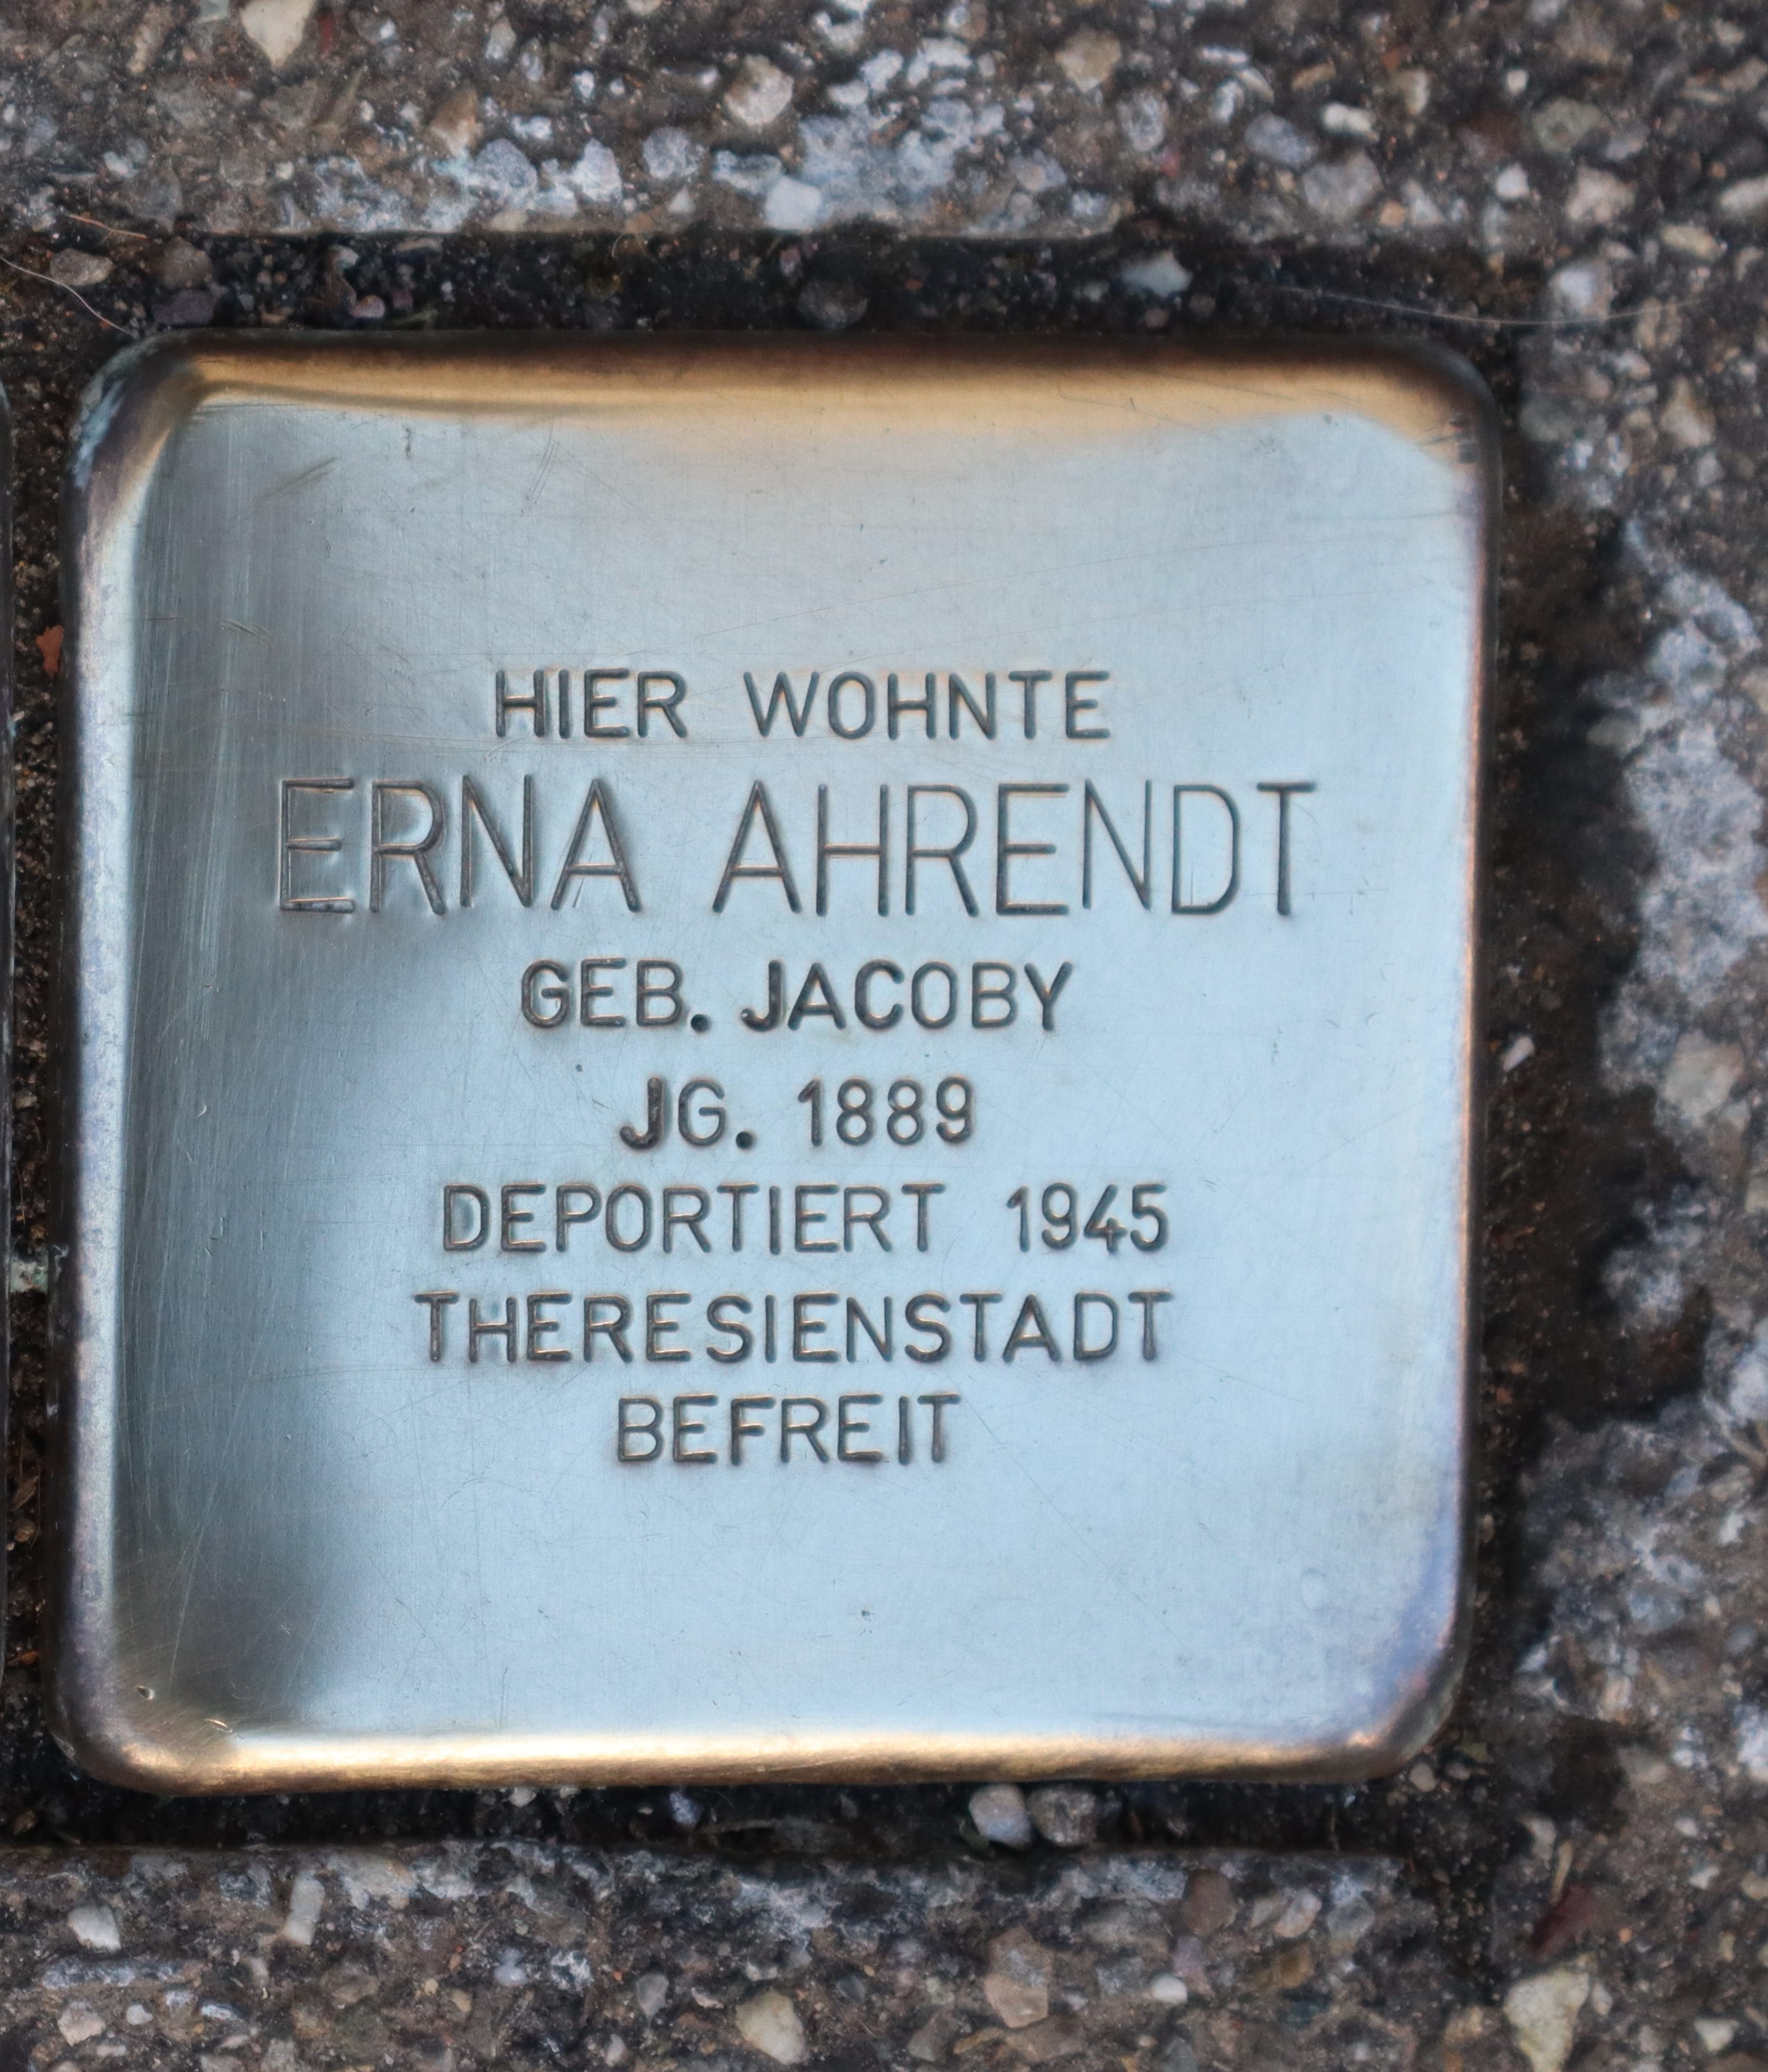 HIER WOHNTE
ERNA AHRENDT
GEB. JACOBY
JG. 1889
DEPORTIERT 1945
THERESIENSTADT
BEFREIT